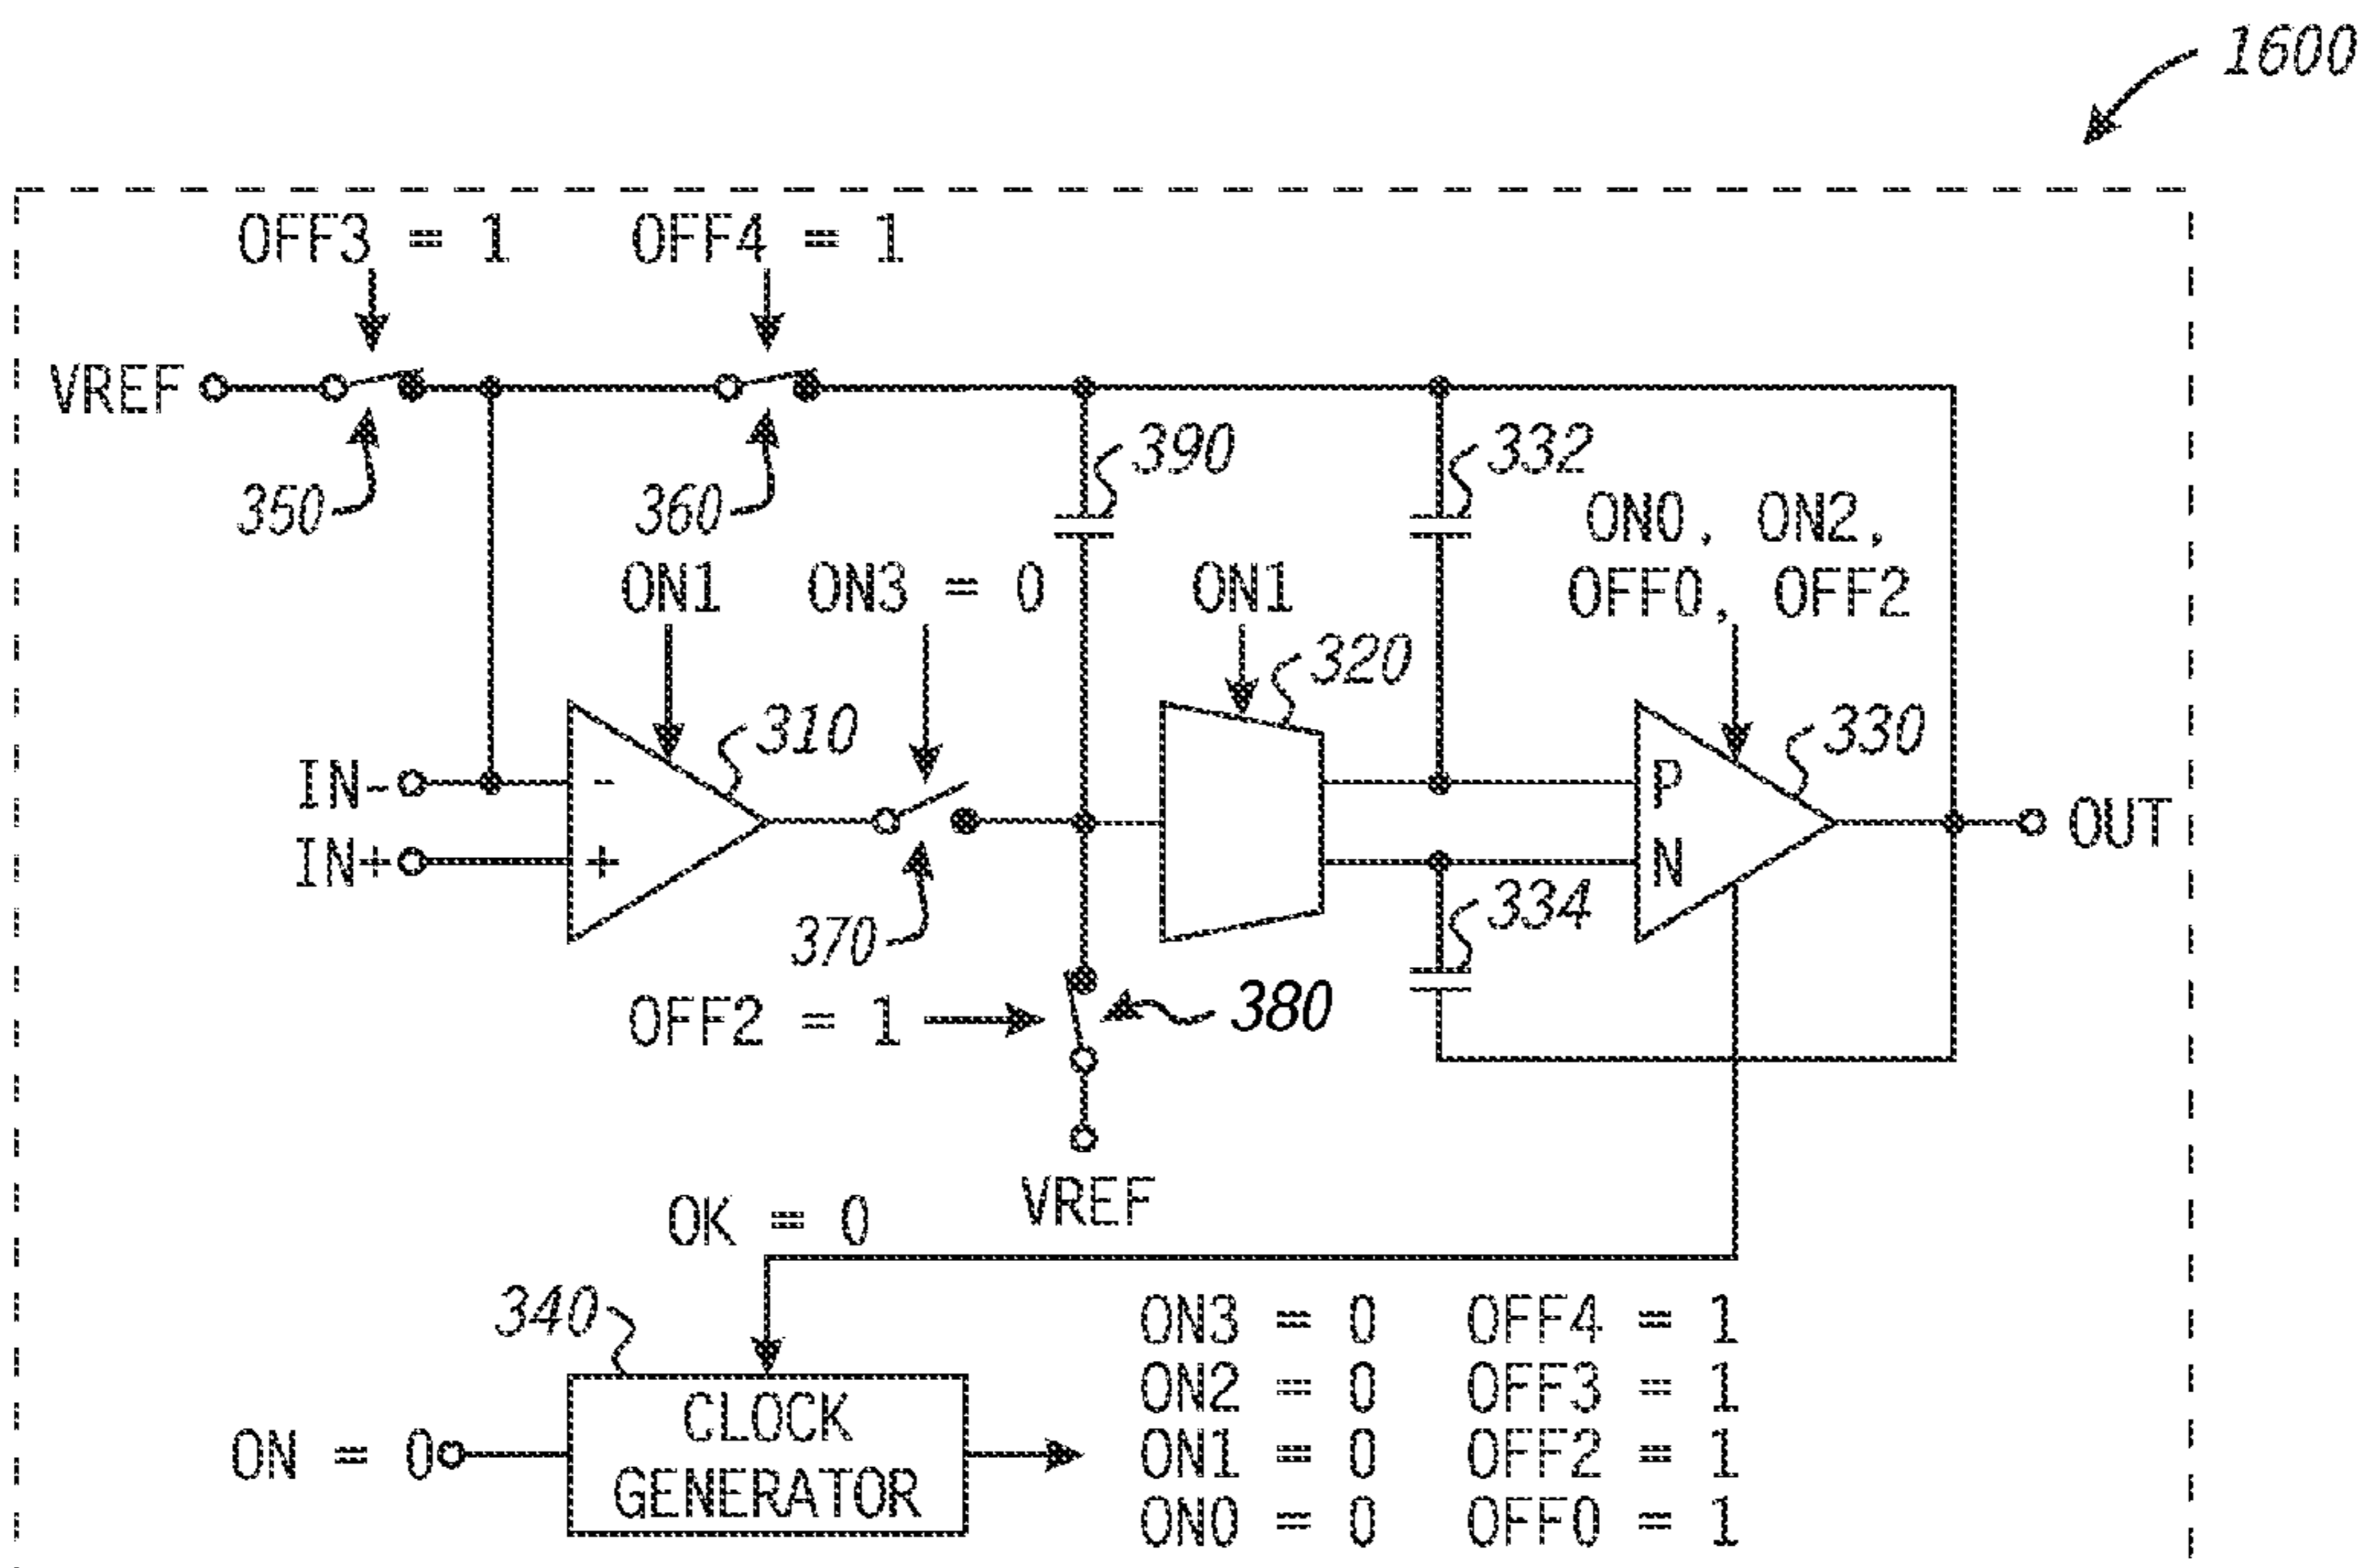 1600
OFF3 = 1
OFF4 = 1
VREF
350
360
390
332
ON0, ON2,
OFF0, OFF2
ON1
ON3 = 0
ON1
320
310
330
IN-
-
P
OUT
IN+
+
N
370
334
OFF2 = 1
380
VREF
OK = 0
340
ON = 0
CLOCK
GENERATOR
ON3 = 0 OFF4 = 1
ON2 = 0 OFF3 = 1
ON1 = 0 OFF2 = 1
ON0 = 0 OFF0 = 1